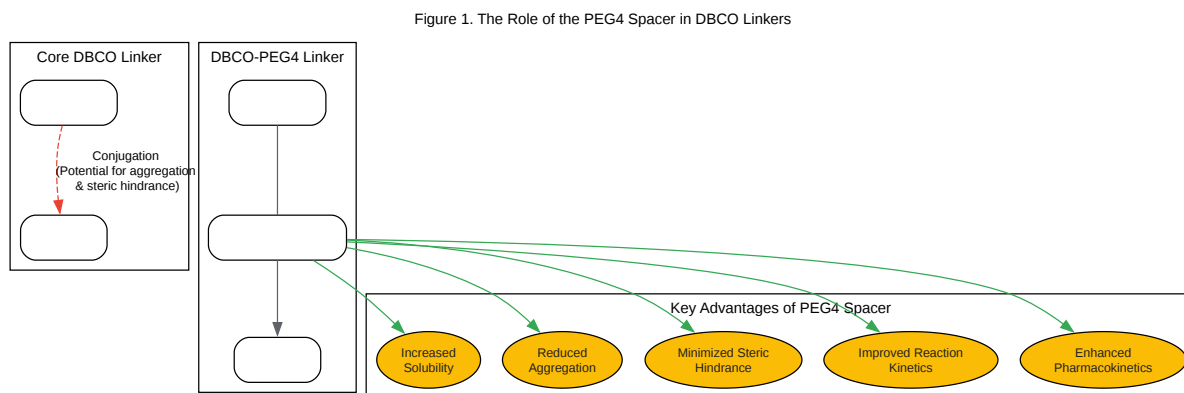 Figure 1. The Role of the PEG4 Spacer in DBCO Linkers
Core DBCO Linker
DBCO-PEG4 Linker
Conjugation
(Potential for aggregation
& steric hindrance)
Key Advantages of PEG4 Spacer
Increased
Solubility
Reduced
Aggregation
Minimized Steric
Hindrance
Improved Reaction
Kinetics
Enhanced
Pharmacokinetics